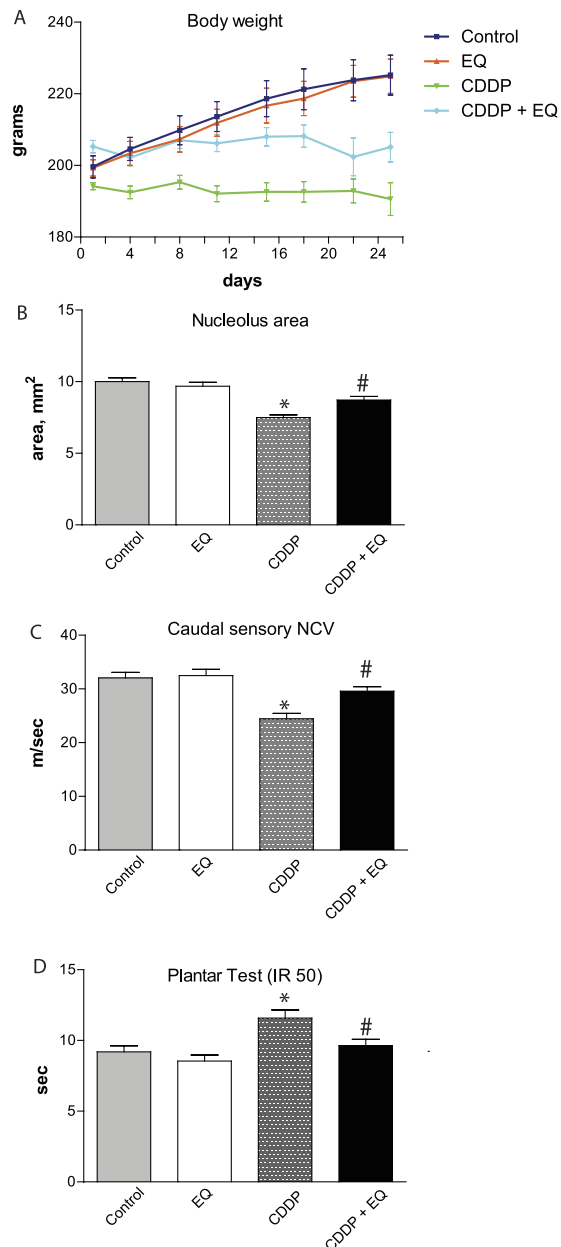 A
Body weight
Control
EQ
CDDP
CDDP + EQ
220
200
180
grams
0 4 8 12 16 20 24
days
B
Nucleolus area
15
10
5
0
area, mm²
*
#
Control EQ CDDP CDDP + EQ
C
Caudal sensory NCV
40
30
20
10
0
m/sec
*
#
Control EQ CDDP CDDP + EQ
D
Plantar Test (IR 50)
15
10
5
0
sec
*
#
Control EQ CDDP CDDP + EQ